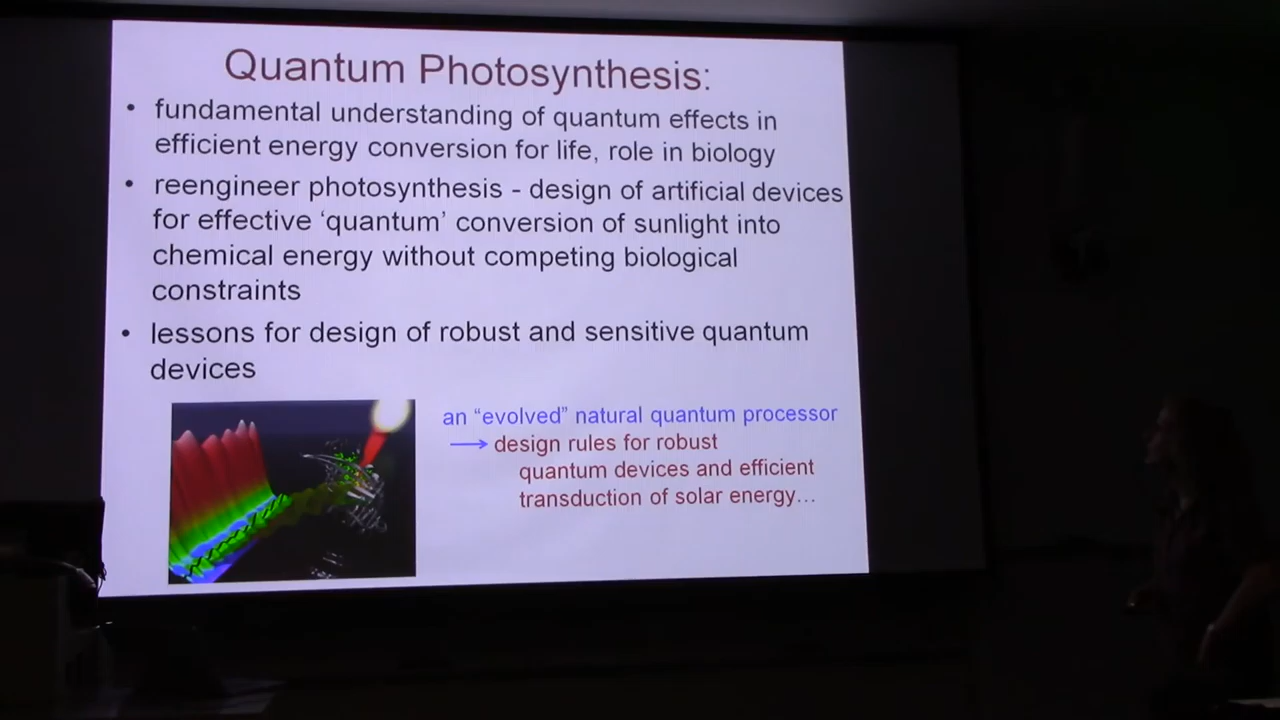 Quantum Photosynthesis:
• fundamental understanding of quantum effects in
efficient energy conversion for life, role in biology
• reengineer photosynthesis - design of artificial devices
for effective ‘quantum’ conversion of sunlight into
chemical energy without competing biological
constraints
• lessons for design of robust and sensitive quantum
devices
an “evolved” natural quantum processor
→ design rules for robust
quantum devices and efficient
transduction of solar energy…